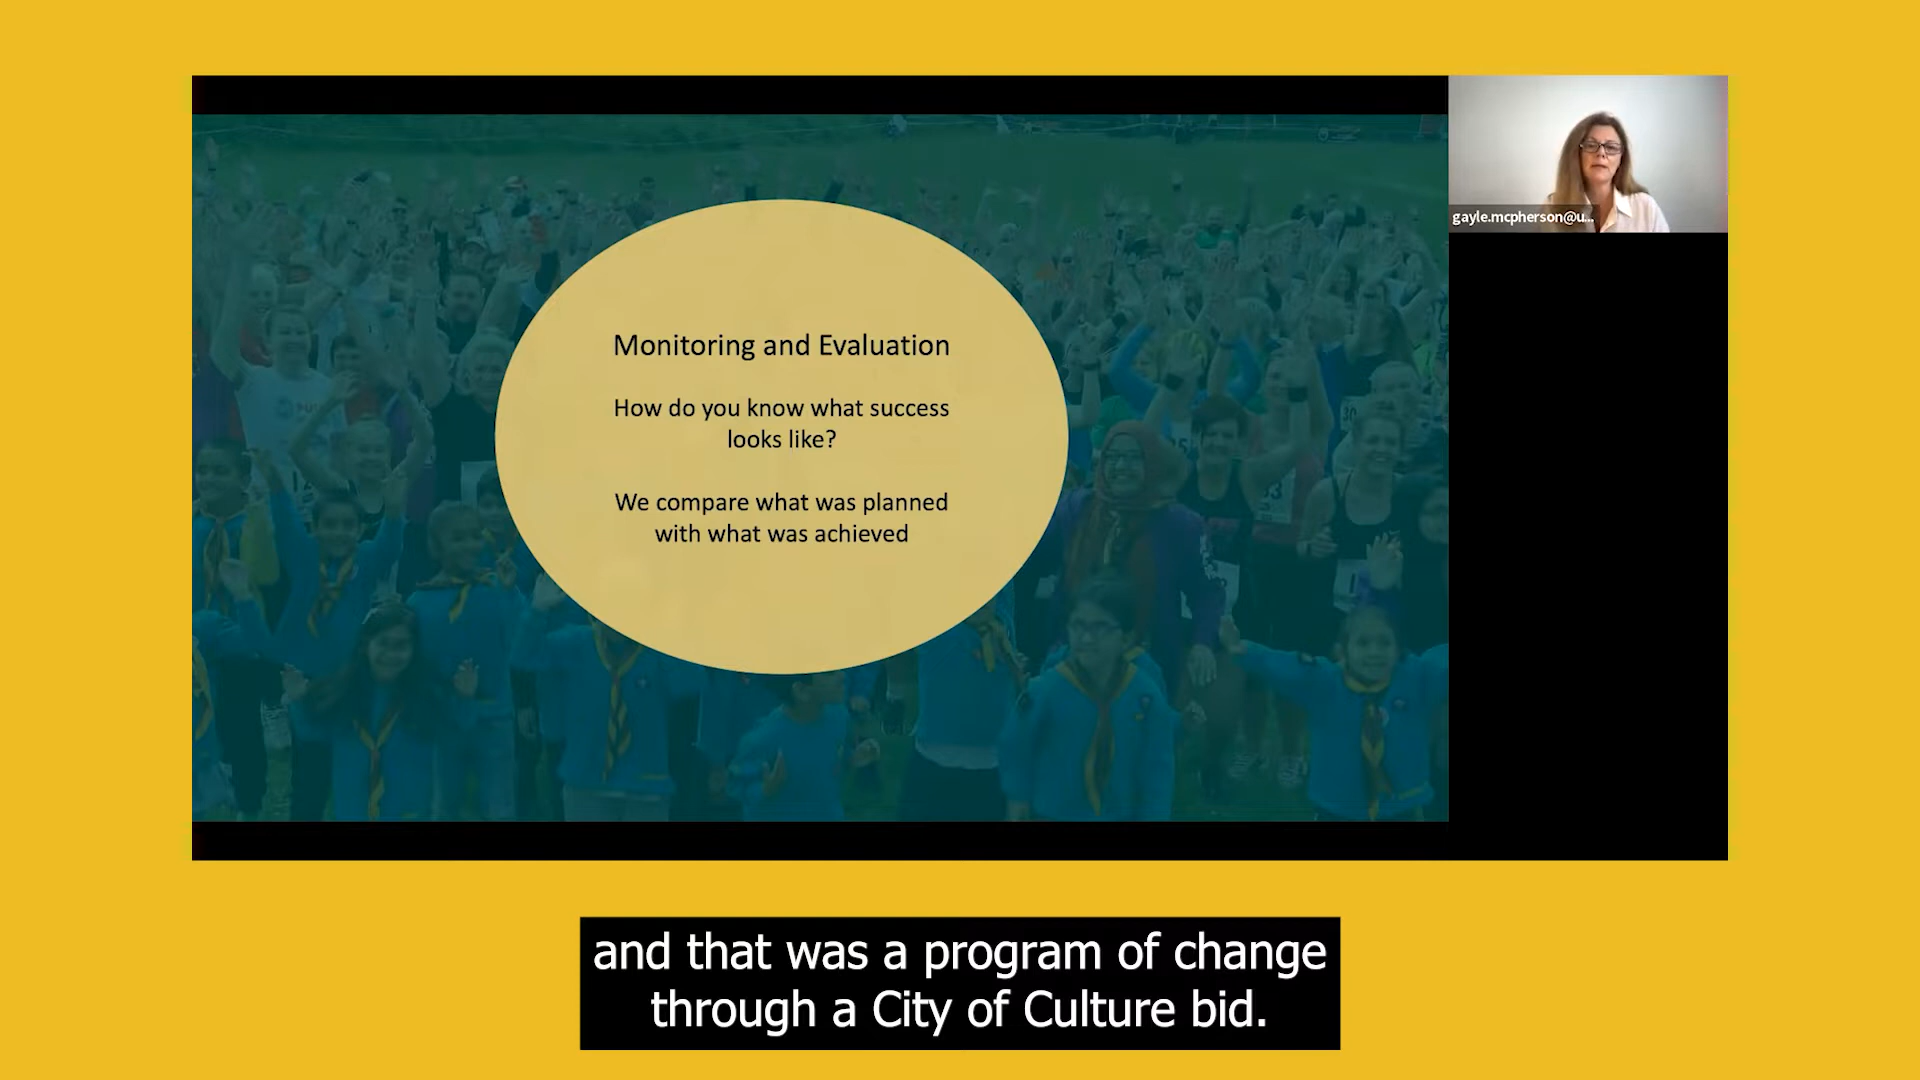 gayle.mcpherson@u...
Monitoring and Evaluation
How do you know what success
looks like?
We compare what was planned
with what was achieved
and that was a program of change
through a City of Culture bid.